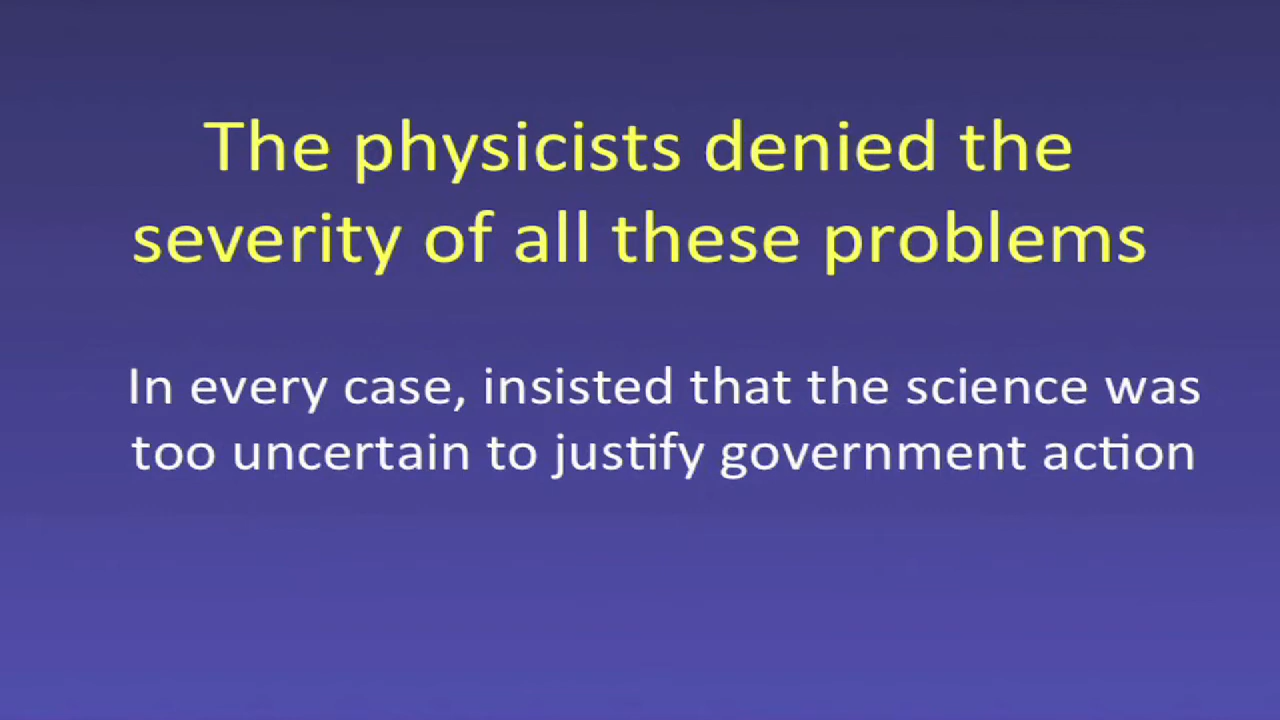 The physicists denied the
severity of all these problems
In every case, insisted that the science was
too uncertain to justify government action